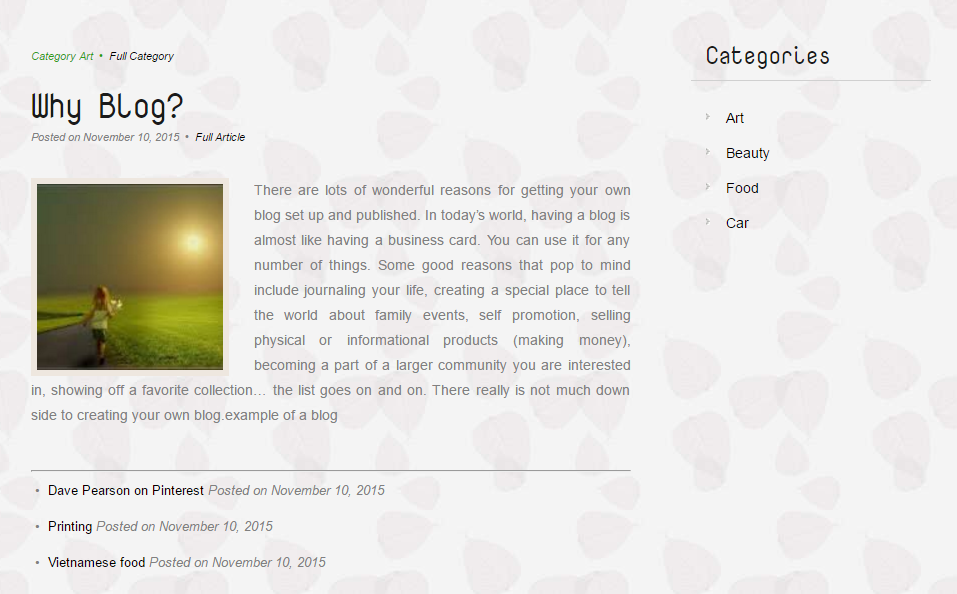 Category Art • Full Category
Why Blog?
Posted on November 10, 2015 • Full Article
There are lots of wonderful reasons for getting your own
blog set up and published. In today’s world, having a blog is
almost like having a business card. You can use it for any
number of things. Some good reasons that pop to mind
include journaling your life, creating a special place to tell
the world about family events, self promotion, selling
physical or informational products (making money),
becoming a part of a larger community you are interested
in, showing off a favorite collection… the list goes on and on. There really is not much down
side to creating your own blog.example of a blog
• Dave Pearson on Pinterest Posted on November 10, 2015
• Printing Posted on November 10, 2015
• Vietnamese food Posted on November 10, 2015
Categories
Art
Beauty
Food
Car